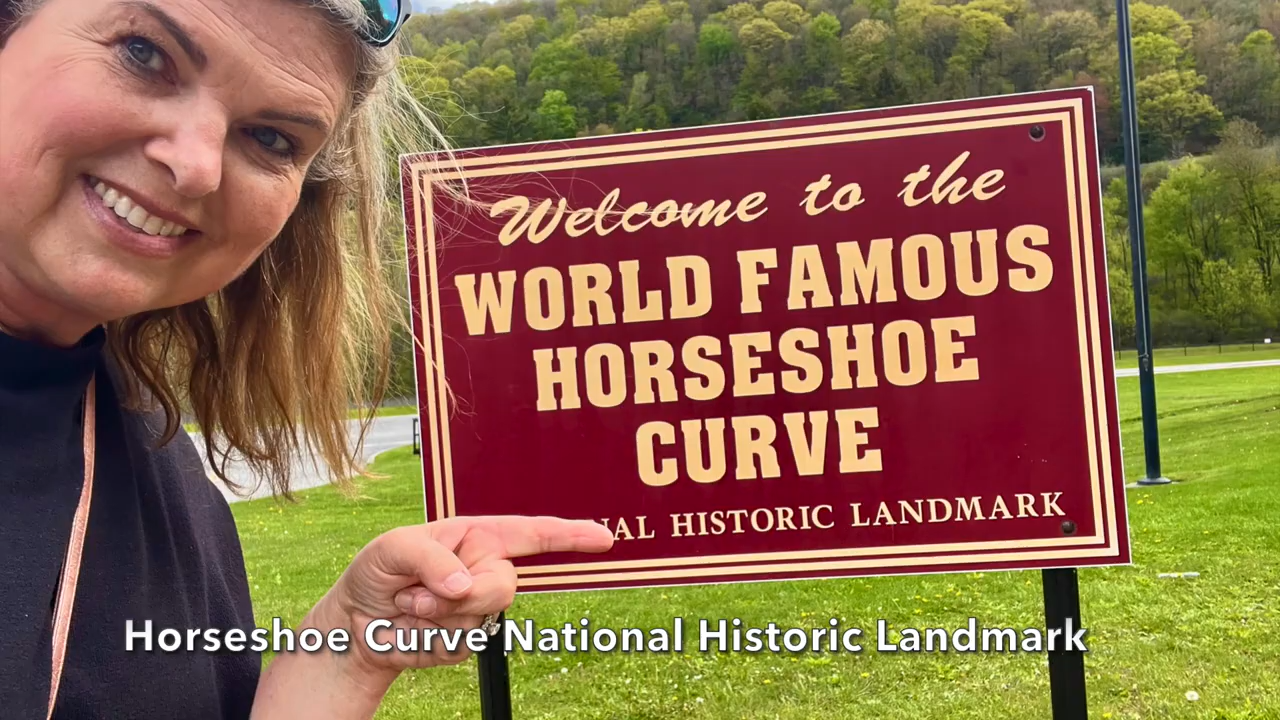 Welcome to the
WORLD FAMOUS
HORSESHOE
CURVE
HISTORIC LANDMARK
Horseshoe Curve National Historic Landmark